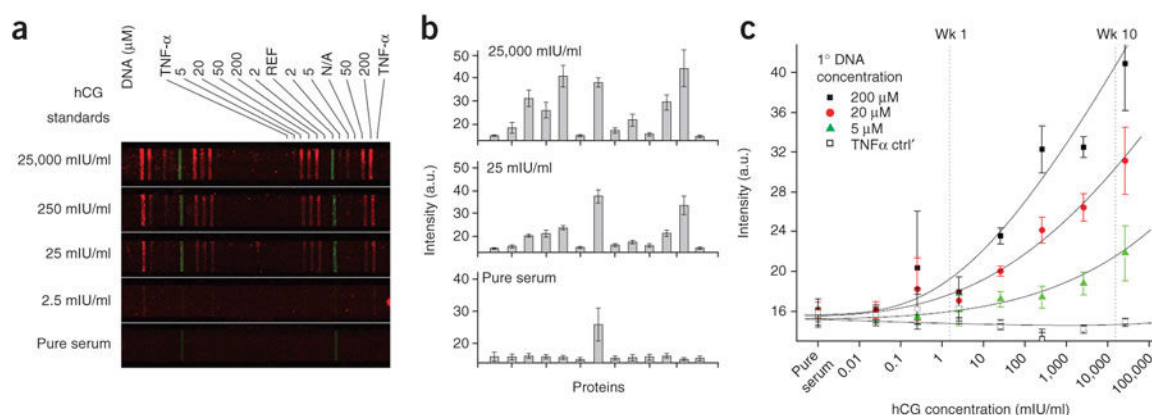 a
DNA (μM)
TNF-α
5
20
50
200
2
REF
2
5
N/A
50
200
TNF-α
hCG
standards
25,000 mIU/ml
250 mIU/ml
25 mIU/ml
2.5 mIU/ml
Pure serum
b
25,000 mIU/ml
50
40
30
20
25 mIU/ml
50
40
30
20
Pure serum
40
30
20
Intensity (a.u.)
Proteins
c
Wk 1
Wk 10
1° DNA
concentration
200 μM
20 μM
5 μM
TNFα ctrl′
40
36
32
28
24
20
16
Intensity (a.u.)
Pure
serum
0.01
0.1
1
10
100
1,000
10,000
100,000
hCG concentration (mIU/ml)